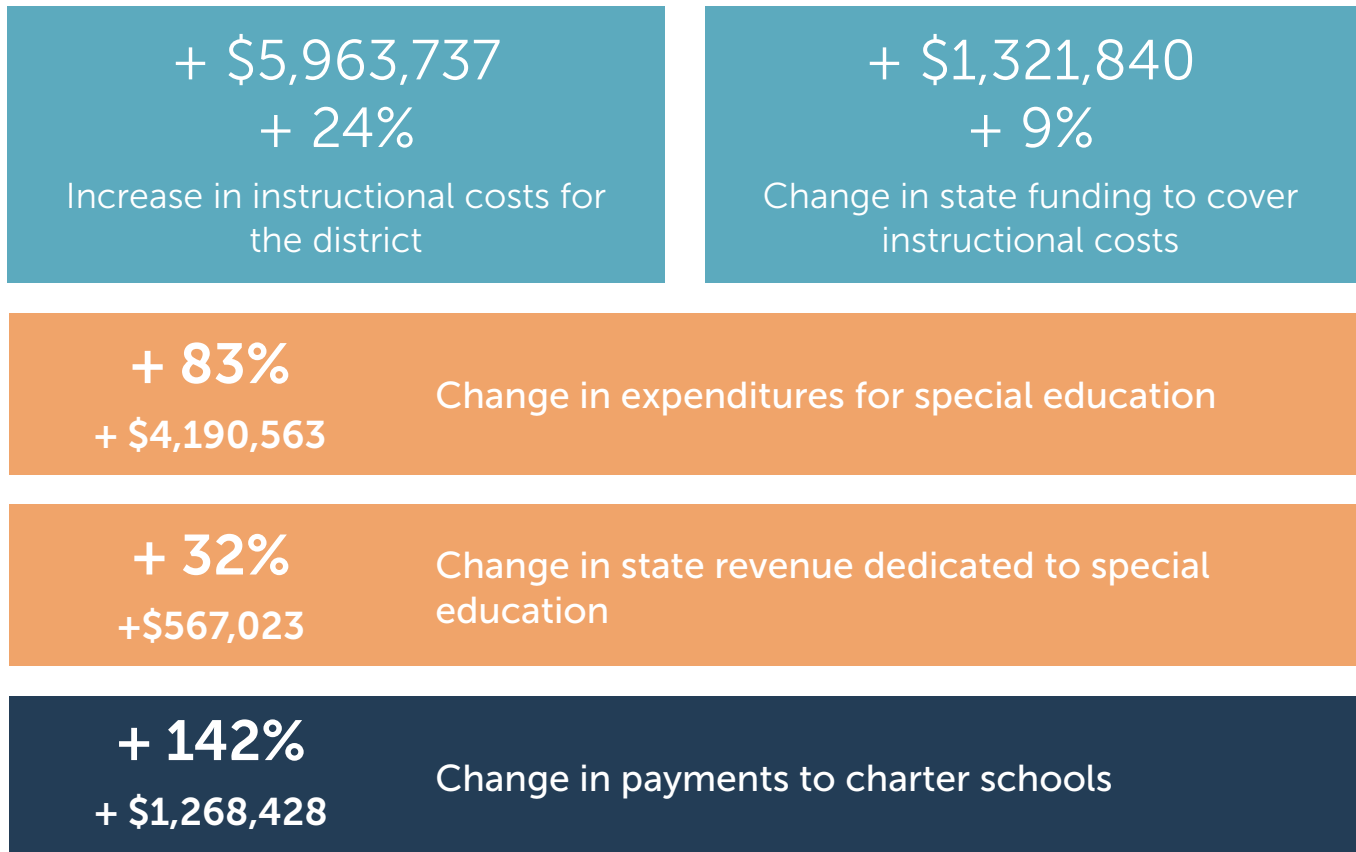 + $5,963,737
+ 24%
Increase in instructional costs for
the district
+ $1,321,840
+ 9%
Change in state funding to cover
instructional costs
+ 83%
+ $4,190,563
Change in expenditures for special education
+ 32%
+$567,023
Change in state revenue dedicated to special
education
+ 142%
+ $1,268,428
Change in payments to charter schools